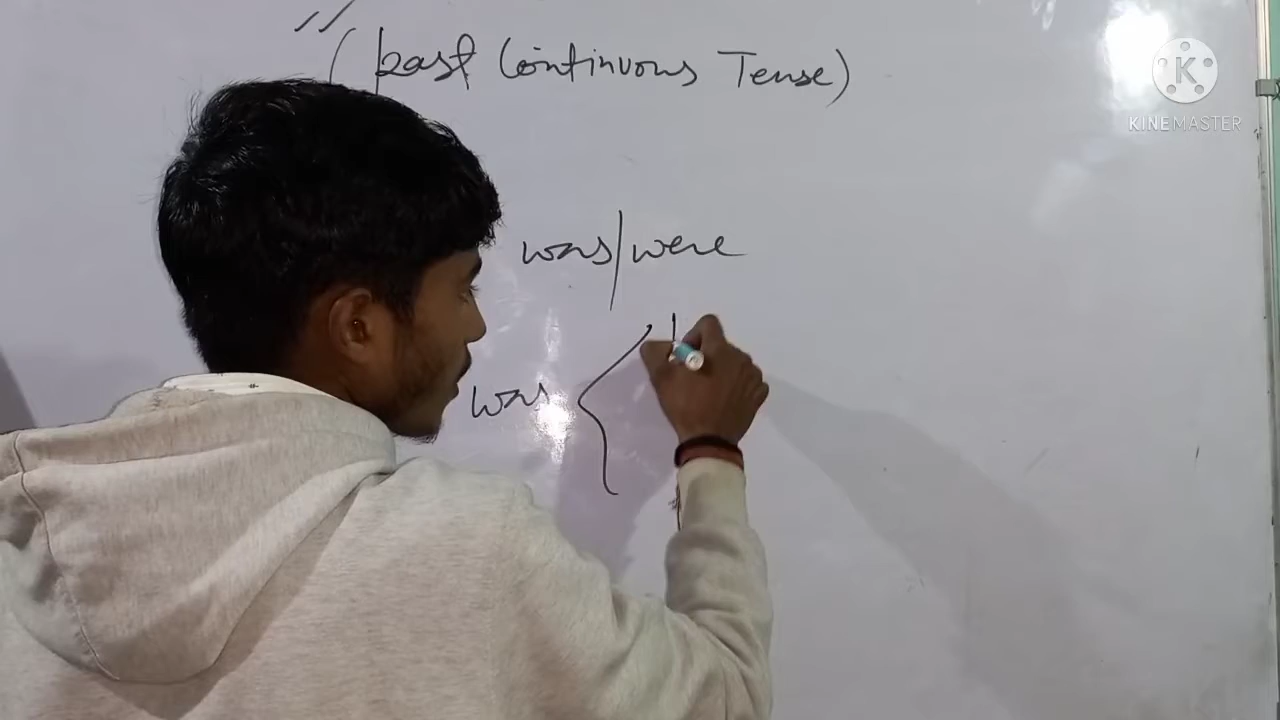 (Past Continuous Tense)
K
KINEMASTER
was/were
was